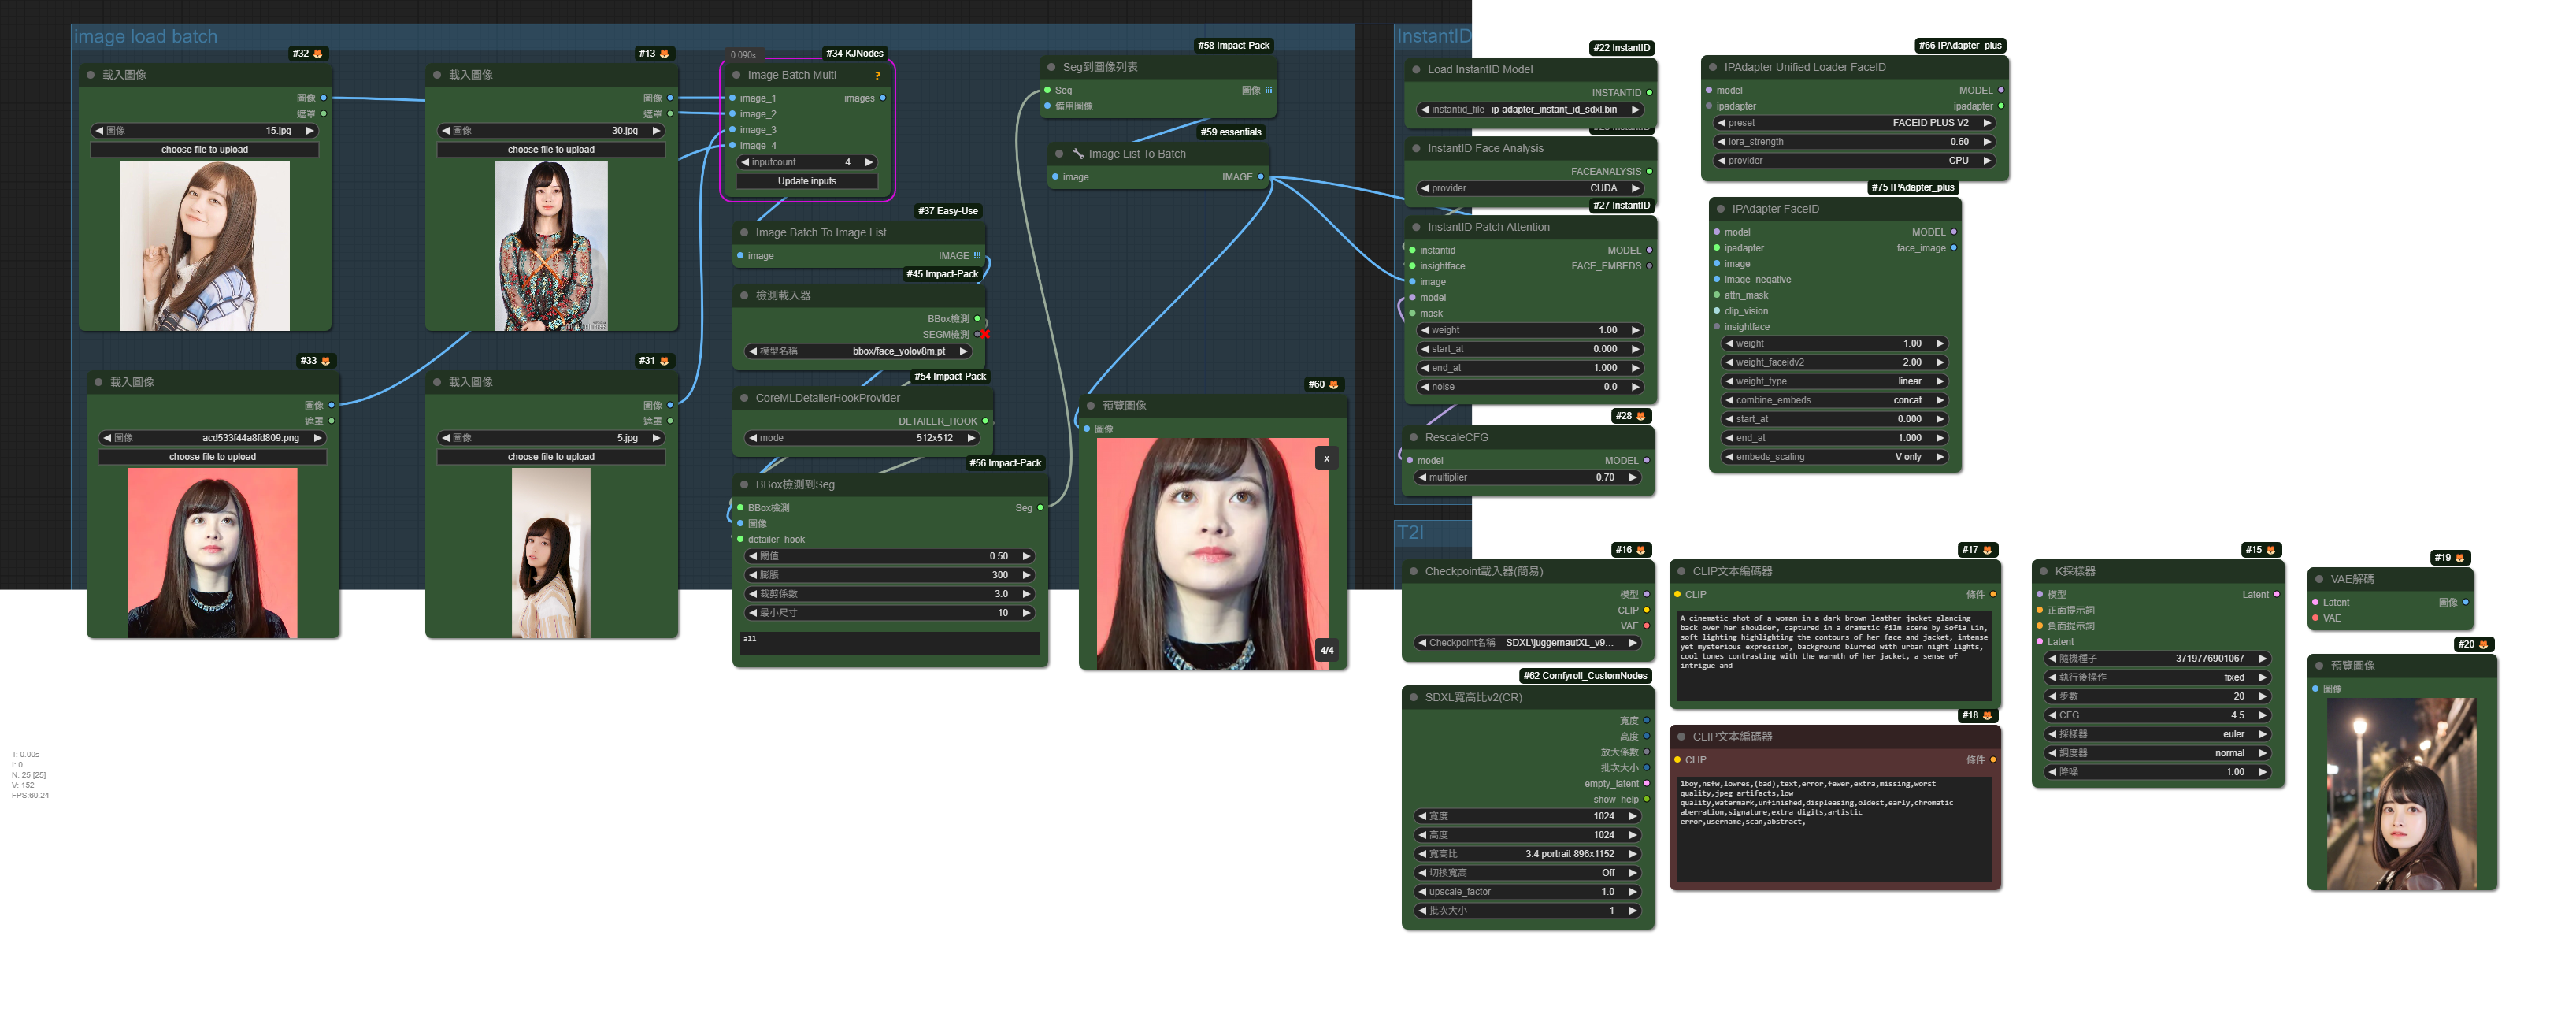 image load batch
#32
載入圖像
圖像
遮罩
圖像 15.jpg
choose file to upload
#13
載入圖像
圖像
遮罩
圖像 30.jpg
choose file to upload
#33
載入圖像
圖像
遮罩
圖像 acd533f44a8fd809.png
choose file to upload
#31
載入圖像
圖像
遮罩
圖像 5.jpg
choose file to upload
0.090s
#34 KJNodes
Image Batch Multi ?
image_1 images
image_2
image_3
image_4
inputcount 4
Update inputs
#37 Easy-Use
Image Batch To Image List
image IMAGE
#45 Impact-Pack
檢測載入器
BBox檢測
SEGM檢測
模型名稱 bbox/face_yolov8m.pt
#54 Impact-Pack
CoreMLDetailerHookProvider
DETAILER_HOOK
mode 512x512
#56 Impact-Pack
BBox檢測到Seg
BBox檢測 Seg
圖像
detailer_hook
閾值 0.50
膨脹 300
裁剪係數 3.0
最小尺寸 10
all
#58 Impact-Pack
Seg到圖像列表
Seg 圖像
備用圖像
#59 essentials
Image List To Batch
image IMAGE
#60
預覽圖像
圖像
x
4/4
InstantID
#22 InstantID
Load InstantID Model
INSTANTID
instantid_file ip-adapter_instant_id_sdxl.bin
InstantID Face Analysis
FACEANALYSIS
provider CUDA
#27 InstantID
InstantID Patch Attention
instantid MODEL
insightface FACE_EMBEDS
image
model
mask
weight 1.00
start_at 0.000
end_at 1.000
noise 0.0
#28
RescaleCFG
model MODEL
multiplier 0.70
#66 IPAdapter_plus
IPAdapter Unified Loader FaceID
model MODEL
ipadapter ipadapter
preset FACEID PLUS V2
lora_strength 0.60
provider CPU
#75 IPAdapter_plus
IPAdapter FaceID
model MODEL
ipadapter face_image
image
image_negative
attn_mask
clip_vision
insightface
weight 1.00
weight_faceidv2 2.00
weight_type linear
combine_embeds concat
start_at 0.000
end_at 1.000
embeds_scaling V only
T2I
#16
Checkpoint載入器(簡易)
模型
CLIP
VAE
Checkpoint名稱 SDXL\juggernautXL_v9...
#62 Comfyroll_CustomNodes
SDXL寬高比v2(CR)
寬度
高度
放大係數
批次大小
empty_latent
show_help
寬度 1024
高度 1024
寬高比 3:4 portrait 896x1152
切換寬高 Off
upscale_factor 1.0
批次大小 1
#17
CLIP文本編碼器
CLIP 條件
A cinematic shot of a woman in a dark brown leather jacket glancing
back over her shoulder, captured in a dramatic film scene by Sofia Lin,
soft lighting highlighting the contours of her face and jacket, intense
yet mysterious expression, background blurred with urban night lights,
cool tones contrasting with the warmth of her jacket, a sense of
intrigue and
#18
CLIP文本編碼器
CLIP 條件
1boy,nsfw,lowres,(bad),text,error,fewer,extra,missing,worst
quality,jpeg artifacts,low
quality,watermark,unfinished,displeasing,oldest,early,chromatic
aberration,signature,extra digits,artistic
error,username,scan,abstract,
#15
K採樣器
模型 Latent
正面提示詞
負面提示詞
Latent
隨機種子 3719776901067
執行後操作 fixed
步數 20
CFG 4.5
採樣器 euler
調度器 normal
降噪 1.00
#19
VAE解碼
Latent 圖像
VAE
#20
預覽圖像
圖像
T: 0.00s
I: 0
N: 25 [25]
V: 152
FPS:60.24